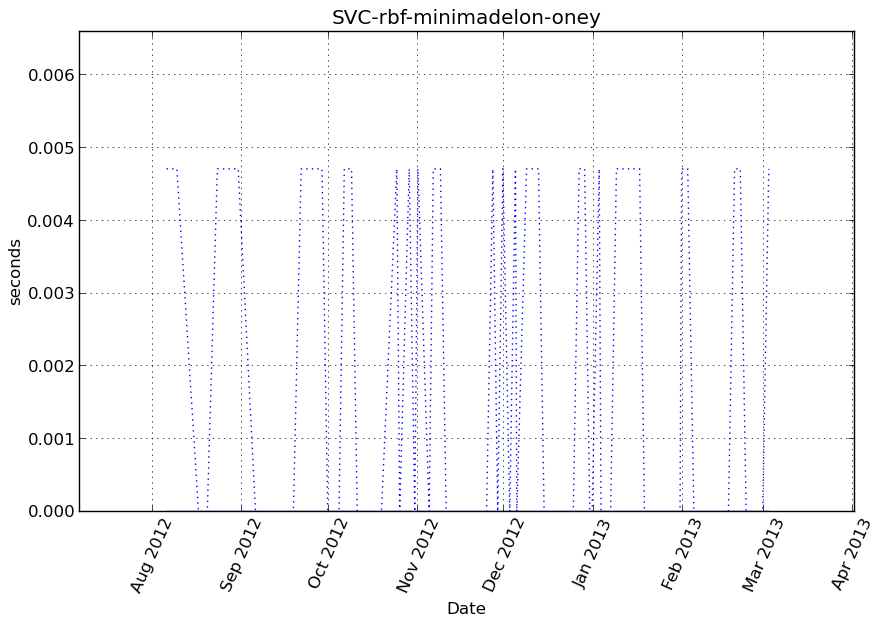 SVC-rbf-minimadelon-oney
0.006
0.005
0.004
0.003
0.002
0.001
0.000
seconds
Aug 2012
Sep 2012
Oct 2012
Nov 2012
Dec 2012
Jan 2013
Feb 2013
Mar 2013
Apr 2013
Date